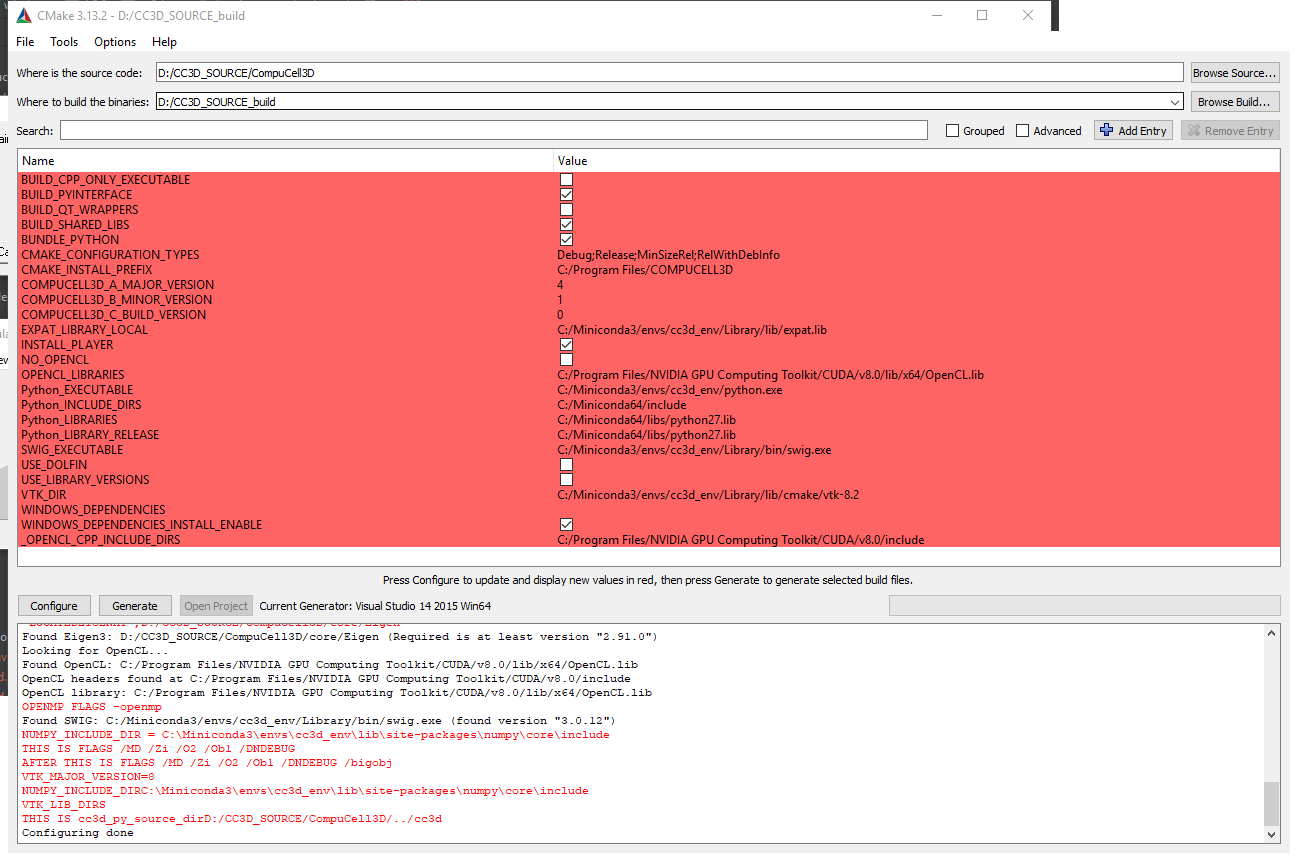 CMake 3.13.2 - D:/CC3D_SOURCE_build
File Tools Options Help
Where is the source code: D:/CC3D_SOURCE/CompuCell3D Browse Source...
Where to build the binaries: D:/CC3D_SOURCE_build Browse Build...
Search: Grouped Advanced Add Entry Remove Entry
Name Value
BUILD_CPP_ONLY_EXECUTABLE
BUILD_PYINTERFACE
BUILD_QT_WRAPPERS
BUILD_SHARED_LIBS
BUNDLE_PYTHON
CMAKE_CONFIGURATION_TYPES Debug;Release;MinSizeRel;RelWithDebInfo
CMAKE_INSTALL_PREFIX C:/Program Files/COMPUCELL3D
COMPUCELL3D_A_MAJOR_VERSION 4
COMPUCELL3D_B_MINOR_VERSION 1
COMPUCELL3D_C_BUILD_VERSION 0
EXPAT_LIBRARY_LOCAL C:/Miniconda3/envs/cc3d_env/Library/lib/expat.lib
INSTALL_PLAYER
NO_OPENCL
OPENCL_LIBRARIES C:/Program Files/NVIDIA GPU Computing Toolkit/CUDA/v8.0/lib/x64/OpenCL.lib
Python_EXECUTABLE C:/Miniconda3/envs/cc3d_env/python.exe
Python_INCLUDE_DIRS C:/Miniconda64/include
Python_LIBRARIES C:/Miniconda64/libs/python27.lib
Python_LIBRARY_RELEASE C:/Miniconda64/libs/python27.lib
SWIG_EXECUTABLE C:/Miniconda3/envs/cc3d_env/Library/bin/swig.exe
USE_DOLFIN
USE_LIBRARY_VERSIONS
VTK_DIR C:/Miniconda3/envs/cc3d_env/Library/lib/cmake/vtk-8.2
WINDOWS_DEPENDENCIES
WINDOWS_DEPENDENCIES_INSTALL_ENABLE
_OPENCL_CPP_INCLUDE_DIRS C:/Program Files/NVIDIA GPU Computing Toolkit/CUDA/v8.0/include
Press Configure to update and display new values in red, then press Generate to generate selected build files.
Configure Generate Open Project Current Generator: Visual Studio 14 2015 Win64
Found Eigen3: D:/CC3D_SOURCE/CompuCell3D/core/Eigen (Required is at least version "2.91.0")
Looking for OpenCL...
Found OpenCL: C:/Program Files/NVIDIA GPU Computing Toolkit/CUDA/v8.0/lib/x64/OpenCL.lib
OpenCL headers found at C:/Program Files/NVIDIA GPU Computing Toolkit/CUDA/v8.0/include
OpenCL library: C:/Program Files/NVIDIA GPU Computing Toolkit/CUDA/v8.0/lib/x64/OpenCL.lib
OPENMP FLAGS -openmp
Found SWIG: C:/Miniconda3/envs/cc3d_env/Library/bin/swig.exe (found version "3.0.12")
NUMPY_INCLUDE_DIR = C:\Miniconda3\envs\cc3d_env\lib\site-packages\numpy\core\include
THIS IS FLAGS /MD /Zi /O2 /Ob1 /DNDEBUG
AFTER THIS IS FLAGS /MD /Zi /O2 /Ob1 /DNDEBUG /bigobj
VTK_MAJOR_VERSION=8
NUMPY_INCLUDE_DIRC:\Miniconda3\envs\cc3d_env\lib\site-packages\numpy\core\include
VTK_LIB_DIRS
THIS IS cc3d_py_source_dirD:/CC3D_SOURCE/CompuCell3D/../cc3d
Configuring done